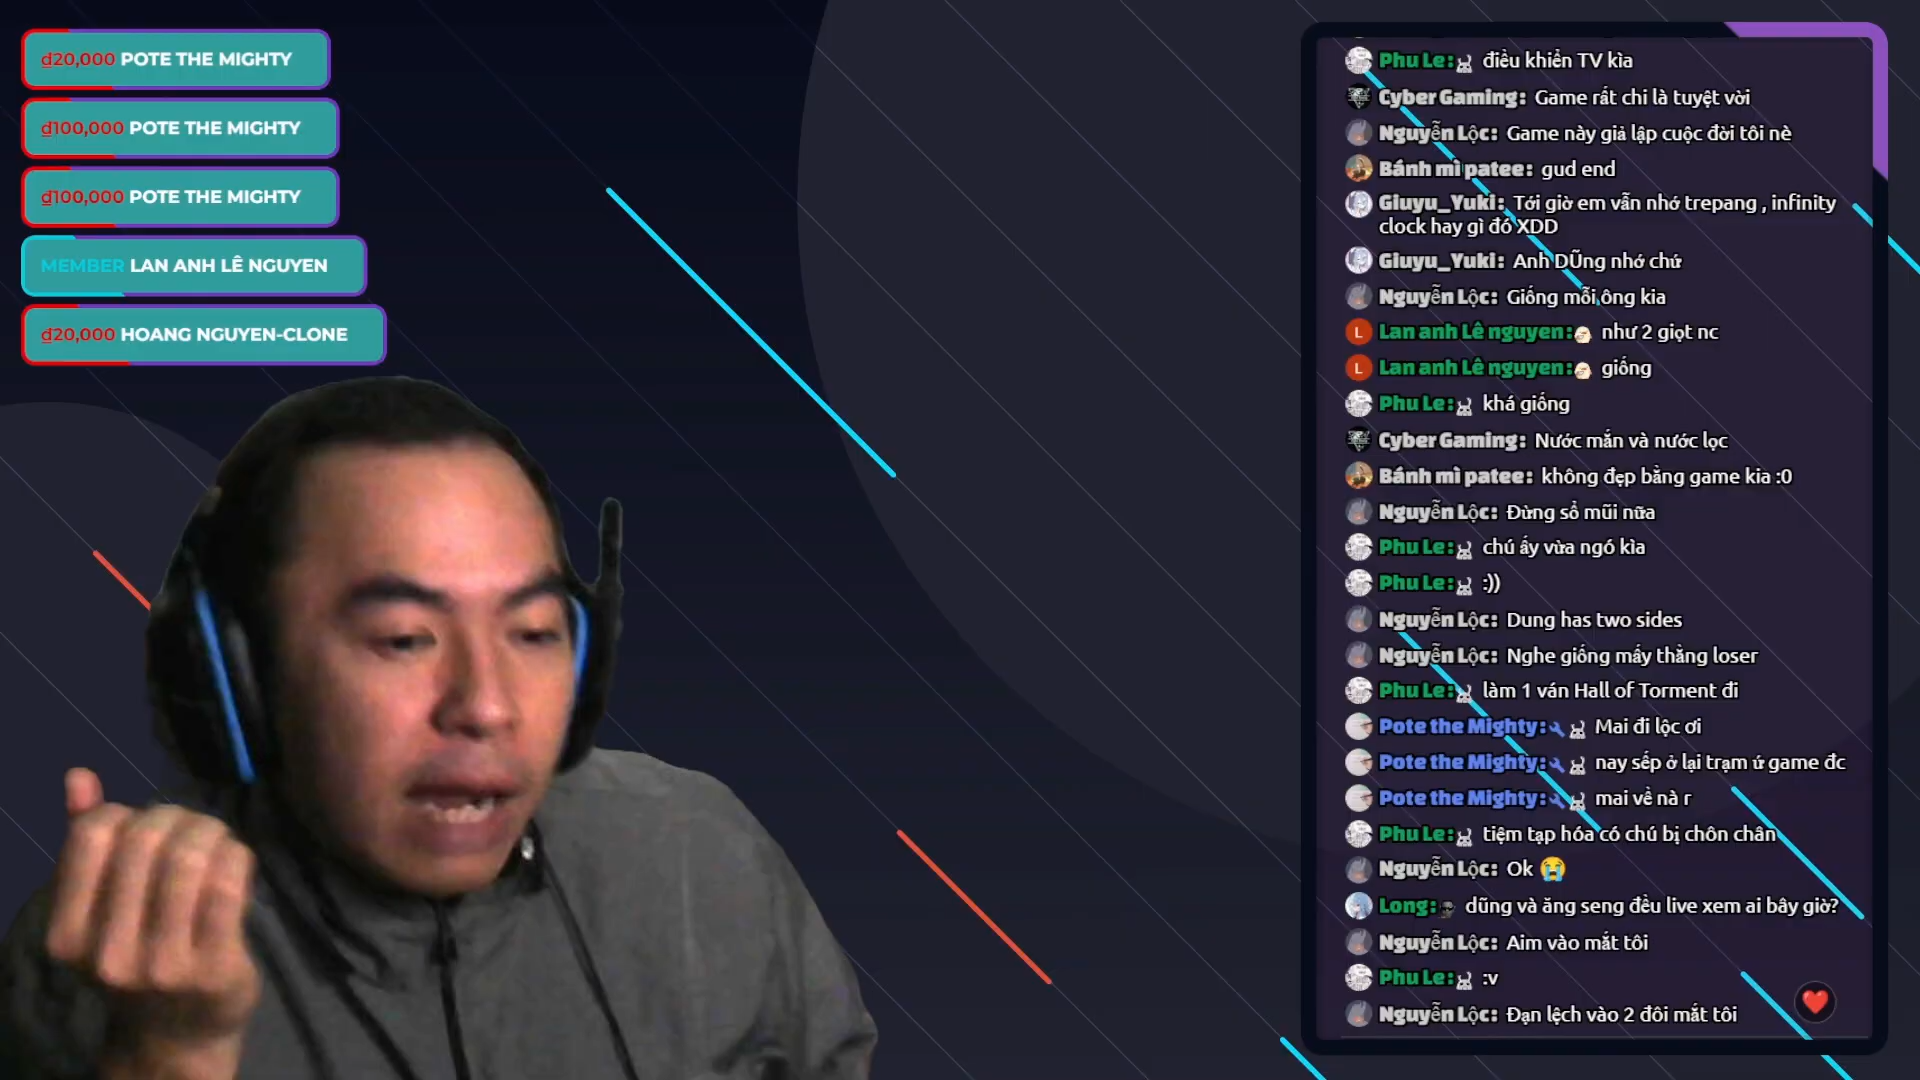 ₫20,000 POTE THE MIGHTY
₫100,000 POTE THE MIGHTY
₫100,000 POTE THE MIGHTY
MEMBER LAN ANH LÊ NGUYEN
₫20,000 HOANG NGUYEN-CLONE
Phu Le: điều khiển TV kìa
Cyber Gaming: Game rất chi là tuyệt vời
Nguyễn Lộc: Game này giả lập cuộc đời tôi nè
Bánh mì patee: gud end
Giuyu_Yuki: Tới giờ em vẫn nhớ trepang , infinity
clock hay gì đó XDD
Giuyu_Yuki: Anh DŨng nhớ chứ
Nguyễn Lộc: Giống mỗi ông kia
L Lan anh Lê nguyen: như 2 giọt nc
L Lan anh Lê nguyen: giống
Phu Le: khá giống
Cyber Gaming: Nước mắn và nước lọc
Bánh mì patee: không đẹp bằng game kia :0
Nguyễn Lộc: Đừng sổ mũi nữa
Phu Le: chú ấy vừa ngó kìa
Phu Le: :))
Nguyễn Lộc: Dung has two sides
Nguyễn Lộc: Nghe giống mấy thằng loser
Phu Le: làm 1 ván Hall of Torment đi
Pote the Mighty: Mai đi lộc ơi
Pote the Mighty: nay sếp ở lại trạm ứ game đc
Pote the Mighty: mai về nà r
Phu Le: tiệm tạp hóa có chú bị chôn chân
Nguyễn Lộc: Ok 😭
Long: dũng và ăng seng đều live xem ai bây giờ?
Nguyễn Lộc: Aim vào mắt tôi
Phu Le: :v
Nguyễn Lộc: Đạn lệch vào 2 đôi mắt tôi